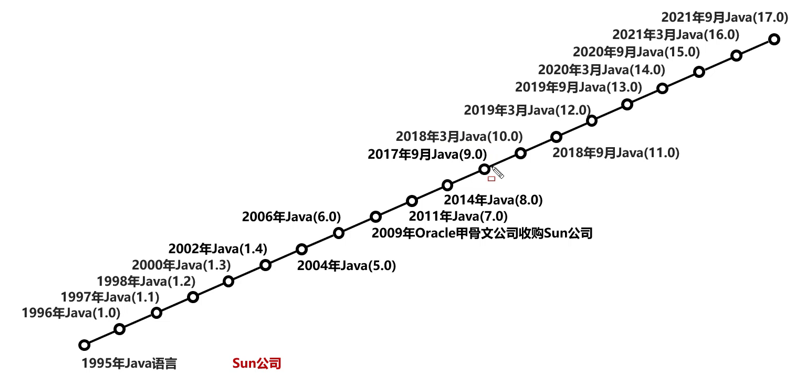 2021年9月Java(17.0)
2021年3月Java(16.0)
2020年9月Java(15.0)
2020年3月Java(14.0)
2019年9月Java(13.0)
2019年3月Java(12.0)
2018年3月Java(10.0)
2018年9月Java(11.0)
2017年9月Java(9.0)
2014年Java(8.0)
2006年Java(6.0)
2011年Java(7.0)
2009年Oracle甲骨文公司收购Sun公司
2002年Java(1.4)
2000年Java(1.3)
2004年Java(5.0)
1998年Java(1.2)
1997年Java(1.1)
1996年Java(1.0)
1995年Java语言
Sun公司